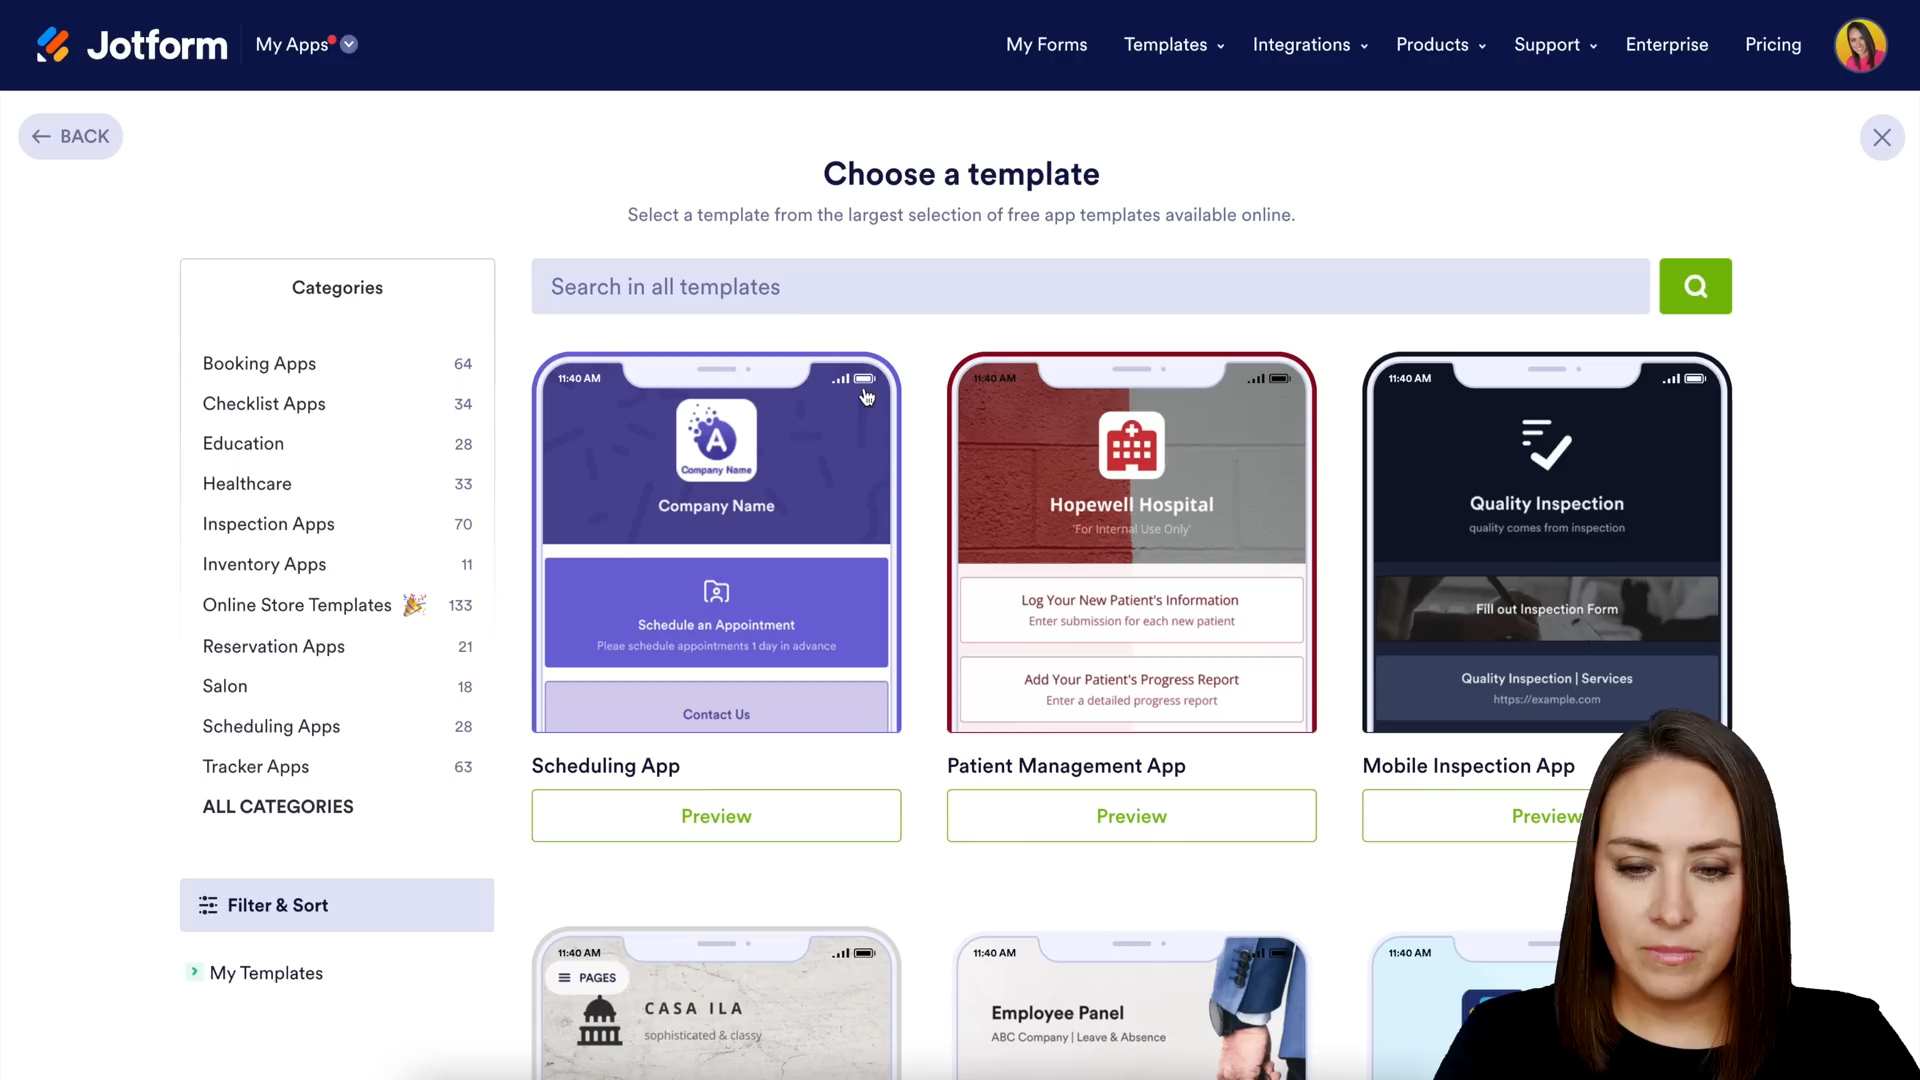 Jotform
My Apps
My Forms
Templates
Integrations
Products
Support
Enterprise
Pricing
BACK
Choose a template
Select a template from the largest selection of free app templates available online.
Categories
Booking Apps 64
Checklist Apps 34
Education 28
Healthcare 33
Inspection Apps 70
Inventory Apps 11
Online Store Templates 133
Reservation Apps 21
Salon 18
Scheduling Apps 28
Tracker Apps 63
ALL CATEGORIES
Filter & Sort
My Templates
Search in all templates
11:40 AM
A
Company Name
Company Name
Schedule an Appointment
Pleae schedule appointments 1 day in advance
Contact Us
Scheduling App
Preview
11:40 AM
Hopewell Hospital
'For Internal Use Only'
Log Your New Patient's Information
Enter submission for each new patient
Add Your Patient's Progress Report
Enter a detailed progress report
Patient Management App
Preview
11:40 AM
Quality Inspection
quality comes from inspection
Fill out Inspection Form
Quality Inspection | Services
https://example.com
Mobile Inspection App
Preview
11:40 AM
PAGES
CASA ILA
sophisticated & classy
11:40 AM
Employee Panel
ABC Company | Leave & Absence
11:40 AM